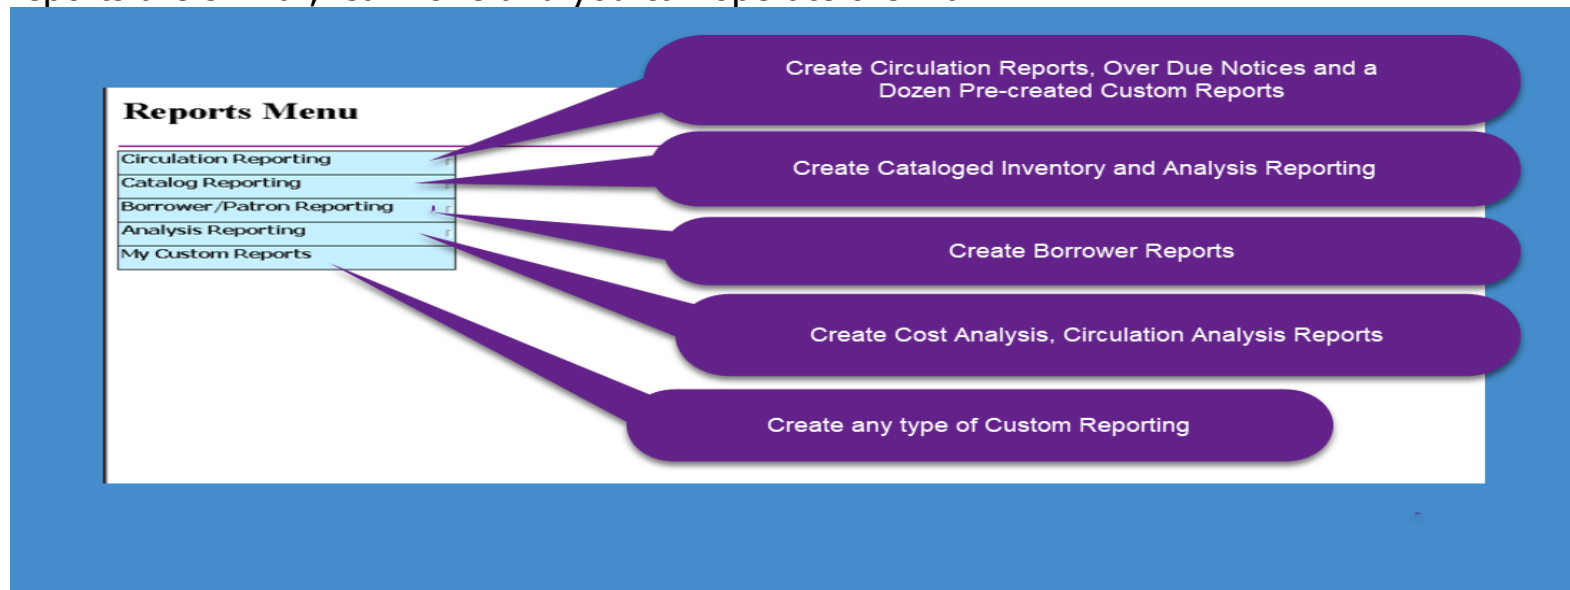 Reports Menu
Circulation Reporting
Catalog Reporting
Borrower/Patron Reporting
Analysis Reporting
My Custom Reports
Create Circulation Reports, Over Due Notices and a
Dozen Pre-created Custom Reports
Create Cataloged Inventory and Analysis Reporting
Create Borrower Reports
Create Cost Analysis, Circulation Analysis Reports
Create any type of Custom Reporting